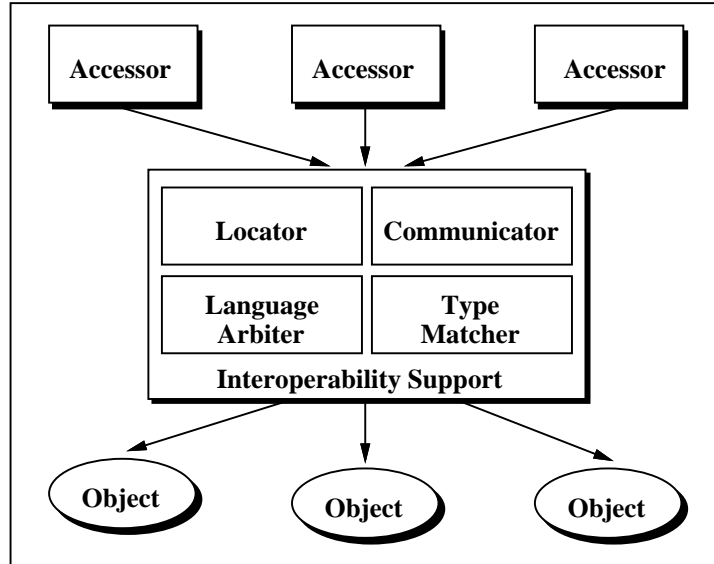 Accessor
Accessor
Accessor
Locator
Communicator
Language
Arbiter
Type
Matcher
Interoperability Support
Object
Object
Object